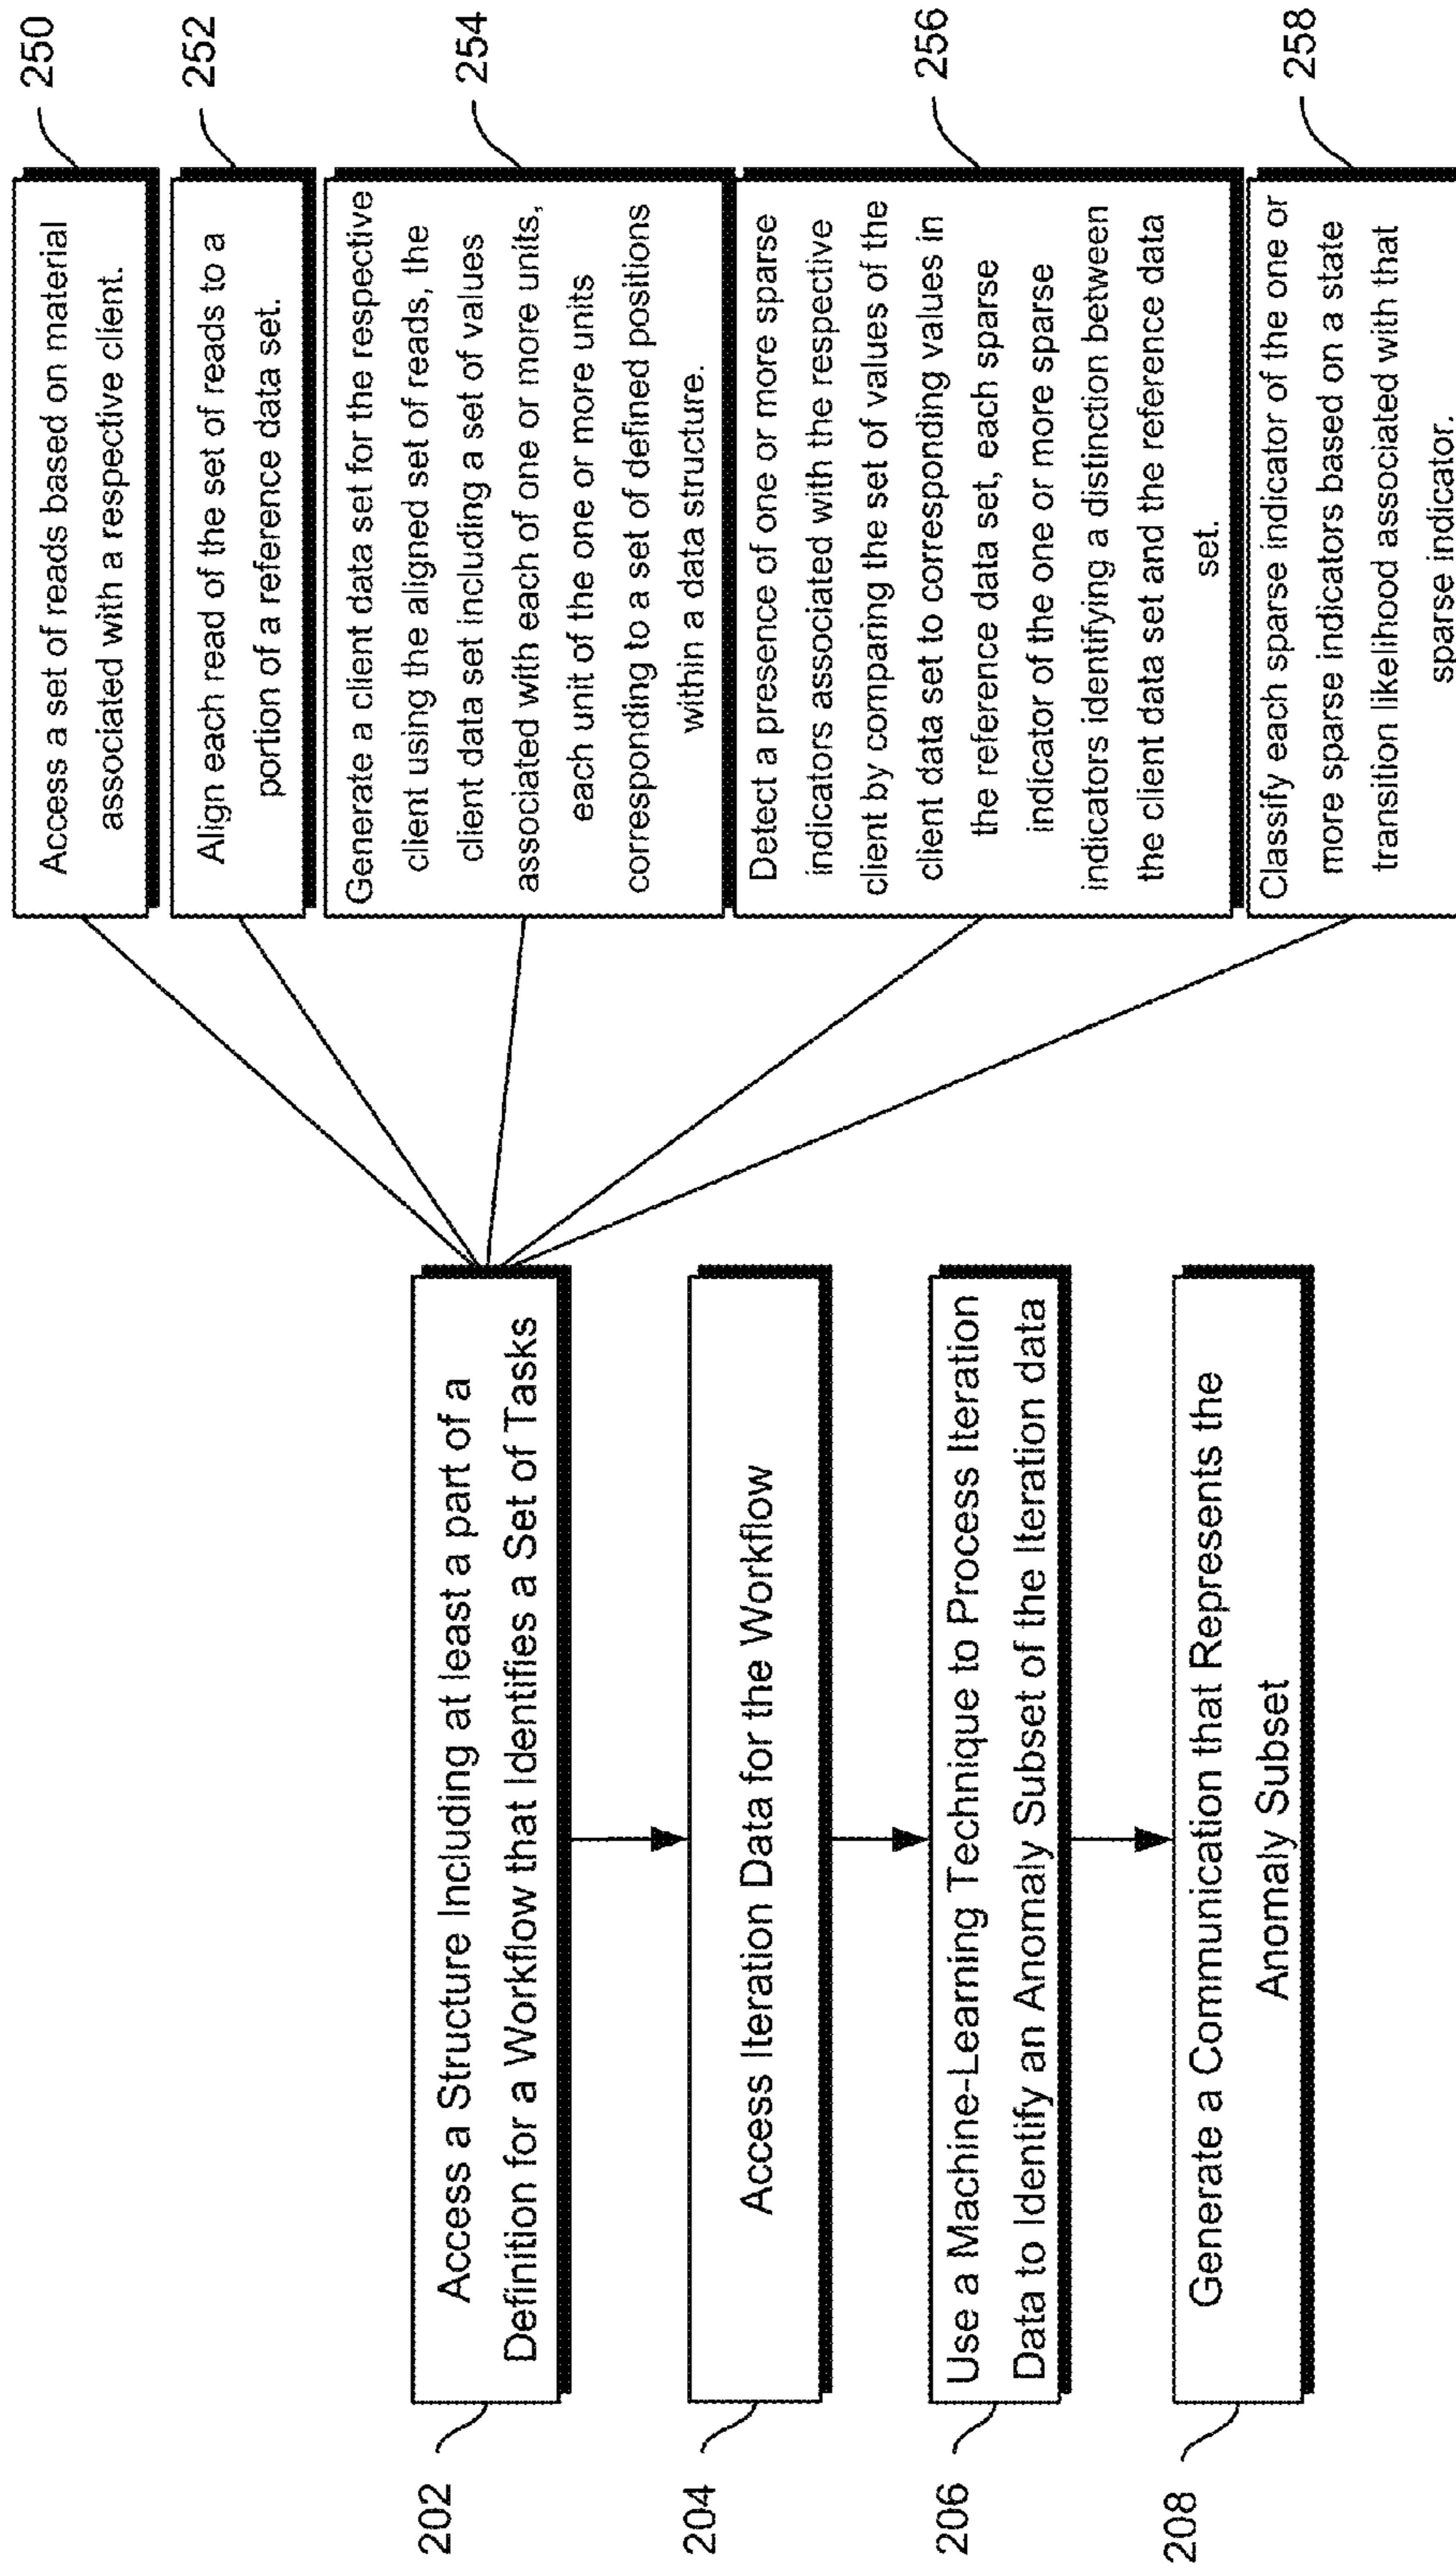 202
Access a Structure Including at least a part of a
Definition for a Workflow that Identifies a Set of Tasks
204
Access Iteration Data for the Workflow
206
Use a Machine-Learning Technique to Process Iteration
Data to Identify an Anomaly Subset of the Iteration data
208
Generate a Communication that Represents the
Anomaly Subset
Access a set of reads based on material
associated with a respective client.
250
Align each read of the set of reads to a
portion of a reference data set.
252
Generate a client data set for the respective
client using the aligned set of reads, the
client data set including a set of values
associated with each of one or more units,
each unit of the one or more units
corresponding to a set of defined positions
within a data structure.
254
Detect a presence of one or more sparse
indicators associated with the respective
client by comparing the set of values of the
client data set to corresponding values in
the reference data set, each sparse
indicator of the one or more sparse
indicators identifying a distinction between
the client data set and the reference data
set.
256
Classify each sparse indicator of the one or
more sparse indicators based on a state
transition likelihood associated with that
sparse indicator.
258